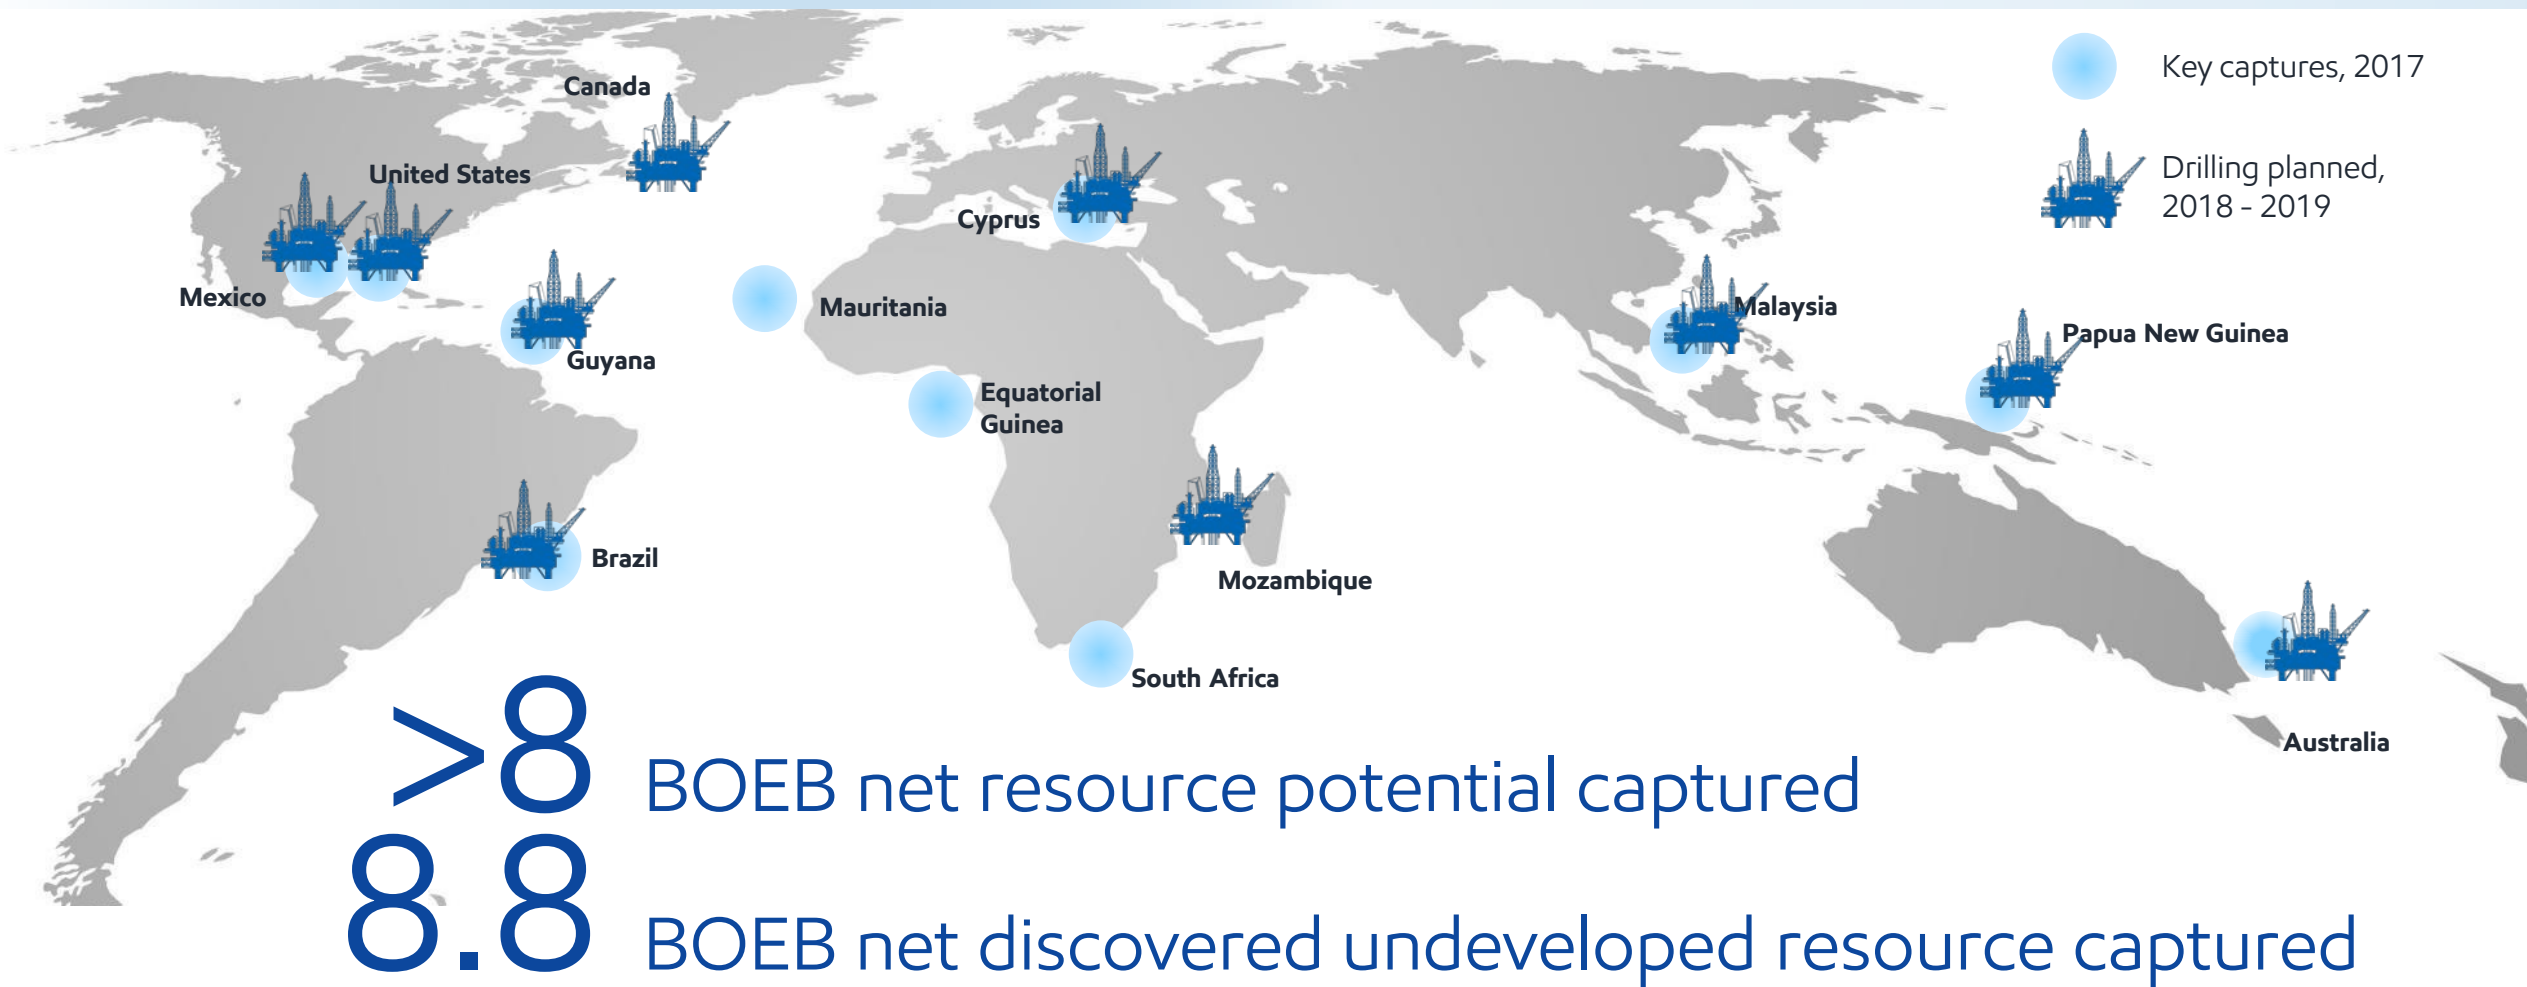 Key captures, 2017
Drilling planned,
2018 - 2019
Canada
United States
Mexico
Guyana
Brazil
Cyprus
Mauritania
Equatorial
Guinea
Mozambique
South Africa
Malaysia
Papua New Guinea
Australia
>8 BOEB net resource potential captured
8.8 BOEB net discovered undeveloped resource captured